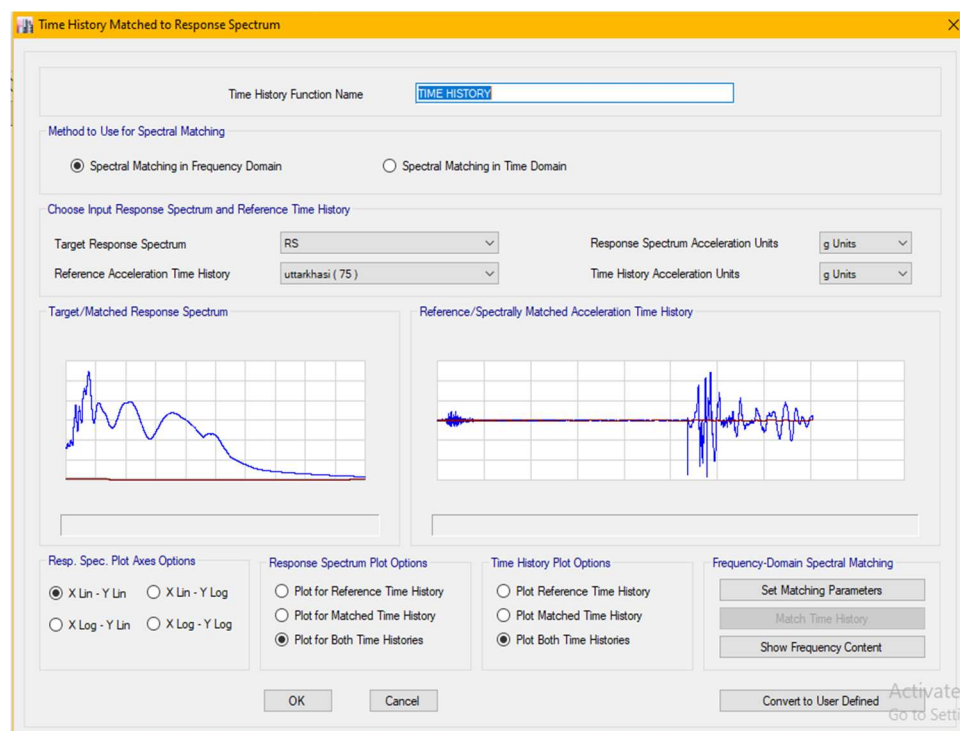 Time History Matched to Response Spectrum
Time History Function Name TIME HISTORY
Method to Use for Spectral Matching
Spectral Matching in Frequency Domain Spectral Matching in Time Domain
Choose Input Response Spectrum and Reference Time History
Target Response Spectrum RS Response Spectrum Acceleration Units g Units
Reference Acceleration Time History uttarkhasi ( 75 ) Time History Acceleration Units g Units
Target/Matched Response Spectrum Reference/Spectrally Matched Acceleration Time History
Resp. Spec. Plot Axes Options Response Spectrum Plot Options Time History Plot Options Frequency-Domain Spectral Matching
X Lin - Y Lin X Lin - Y Log Plot for Reference Time History Plot Reference Time History Set Matching Parameters
X Log - Y Lin X Log - Y Log Plot for Matched Time History Plot Matched Time History Match Time History
Plot for Both Time Histories Plot Both Time Histories Show Frequency Content
OK Cancel Convert to User Defined
Activate
Go to Setti